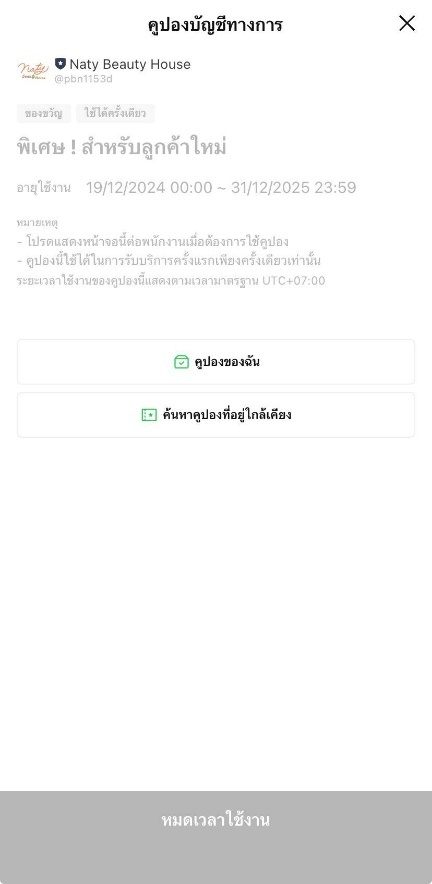 คูปองบัญชีทางการ
Naty
Naty Beauty House
@pbn1153d
ของขวัญ ใช้ได้ครั้งเดียว
พิเศษ ! สำหรับลูกค้าใหม่
อายุใช้งาน 19/12/2024 00:00 ~ 31/12/2025 23:59
หมายเหตุ
- โปรดแสดงหน้าจอนี้ต่อพนักงานเมื่อต้องการใช้คูปอง
- คูปองนี้ใช้ได้ในการรับบริการครั้งแรกเพียงครั้งเดียวเท่านั้น
ระยะเวลาใช้งานของคูปองนี้แสดงตามเวลามาตรฐาน UTC+07:00
คูปองของฉัน
ค้นหาคูปองที่อยู่ใกล้เคียง
หมดเวลาใช้งาน